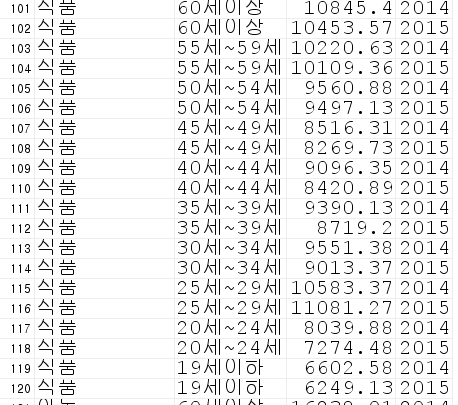 101 식품 60세이상 10845.4 2014
102 식품 60세이상 10453.57 2015
103 식품 55세~59세 10220.63 2014
104 식품 55세~59세 10109.36 2015
105 식품 50세~54세 9560.88 2014
106 식품 50세~54세 9497.13 2015
107 식품 45세~49세 8516.31 2014
108 식품 45세~49세 8269.73 2015
109 식품 40세~44세 9096.35 2014
110 식품 40세~44세 8420.89 2015
111 식품 35세~39세 9390.13 2014
112 식품 35세~39세 8719.2 2015
113 식품 30세~34세 9551.38 2014
114 식품 30세~34세 9013.37 2015
115 식품 25세~29세 10583.37 2014
116 식품 25세~29세 11081.27 2015
117 식품 20세~24세 8039.88 2014
118 식품 20세~24세 7274.48 2015
119 식품 19세이하 6602.58 2014
120 식품 19세이하 6249.13 2015